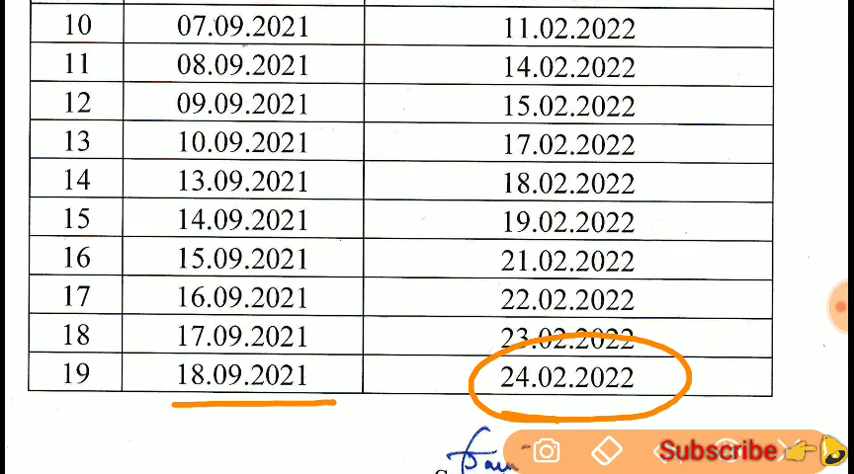 10 07.09.2021 11.02.2022
11 08.09.2021 14.02.2022
12 09.09.2021 15.02.2022
13 10.09.2021 17.02.2022
14 13.09.2021 18.02.2022
15 14.09.2021 19.02.2022
16 15.09.2021 21.02.2022
17 16.09.2021 22.02.2022
18 17.09.2021 23.02.2022
19 18.09.2021 24.02.2022
Subscribe